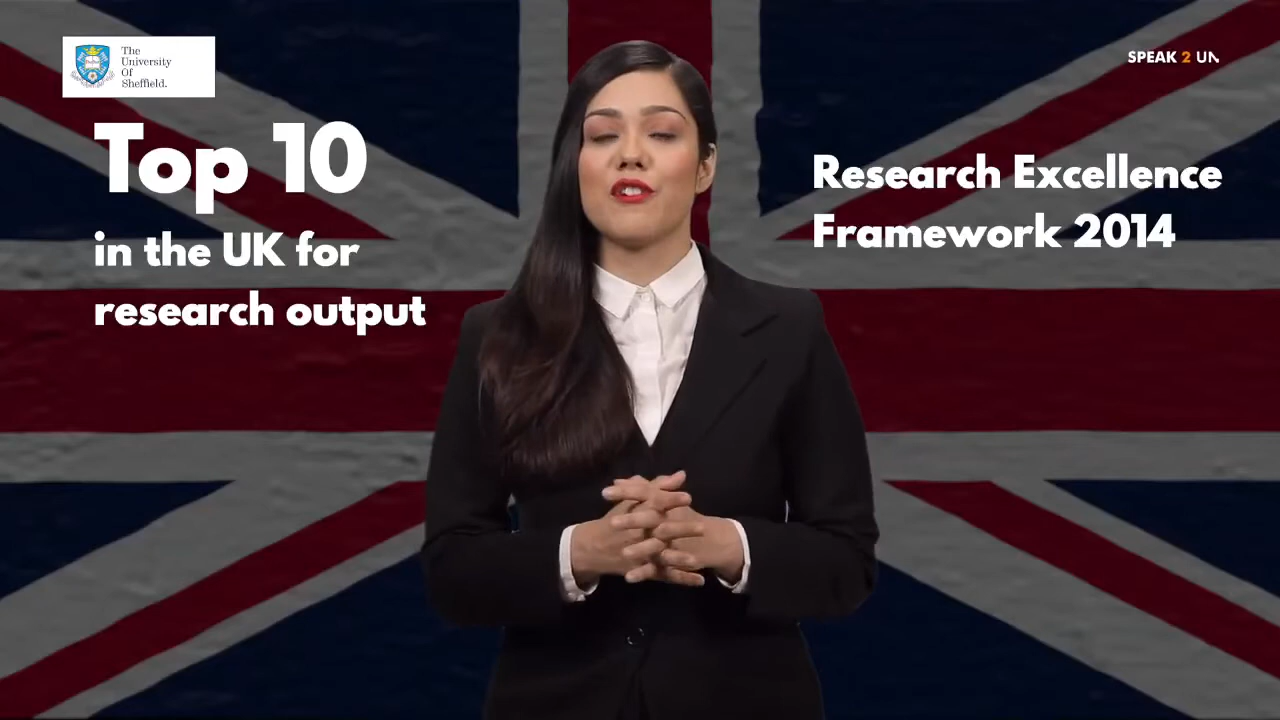 The
University
Of
Sheffield.
SPEAK 2 UN
Top 10
in the UK for
research output
Research Excellence
Framework 2014